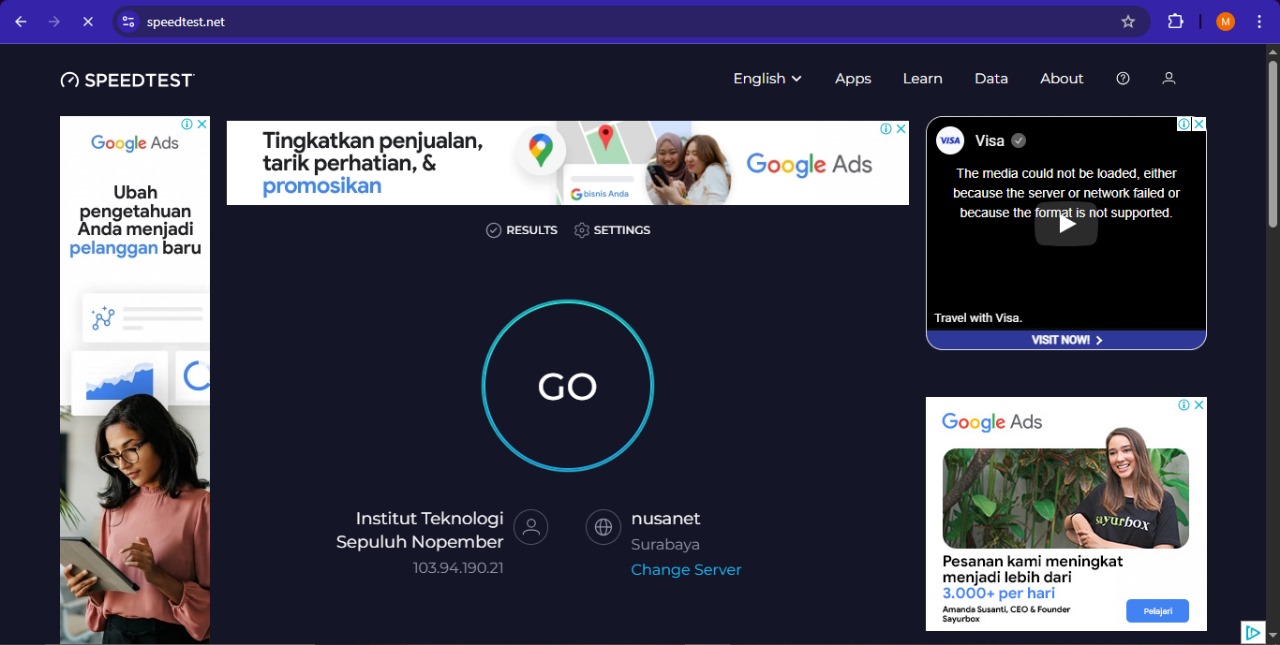 speedtest.net
M
SPEEDTEST
English
Apps
Learn
Data
About
Google Ads
Ubah
pengetahuan
Anda menjadi
pelanggan baru
Tingkatkan penjualan,
tarik perhatian, &
promosikan
G bisnis Anda
Google Ads
VISA
Visa
The media could not be loaded, either
because the server or network failed or
because the format is not supported.
Travel with Visa.
VISIT NOW!
RESULTS
SETTINGS
GO
Institut Teknologi
Sepuluh Nopember
103.94.190.21
nusanet
Surabaya
Change Server
Google Ads
sayurbox
Pesanan kami meningkat
menjadi lebih dari
3.000+ per hari
Amanda Susanti, CEO & Founder
Sayurbox
Pelajari